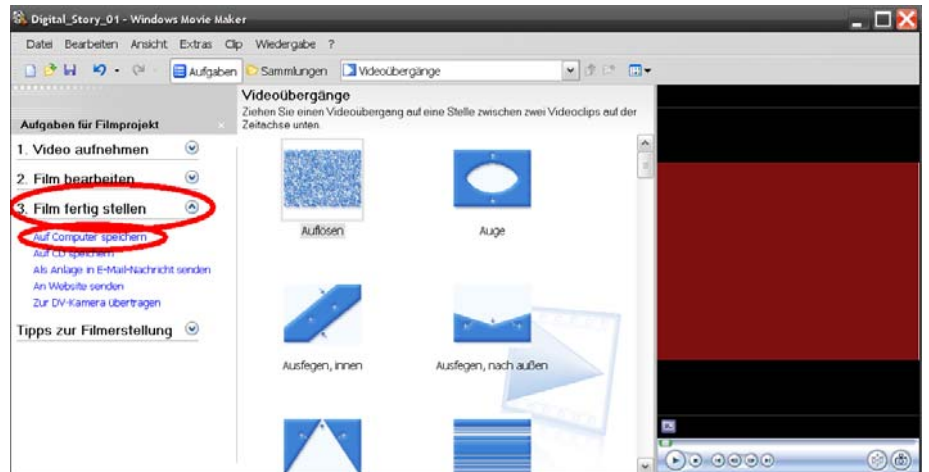 Digital_Story_01 - Windows Movie Maker
Datei Bearbeiten Ansicht Extras Clip Wiedergabe ?
Aufgaben Sammlungen Videoübergänge
Aufgaben für Filmprojekt
1. Video aufnehmen
2. Film bearbeiten
3. Film fertig stellen
Auf Computer speichern
Auf CD speichern
Als Anlage in E-Mail-Nachricht senden
An Website senden
Zur DV-Kamera übertragen
Tipps zur Filmerstellung
Videoübergänge
Ziehen Sie einen Videoübergang auf eine Stelle zwischen zwei Videoclips auf der
Zeitachse unten.
Auflösen
Auge
Ausfegen, innen
Ausfegen, nach außen